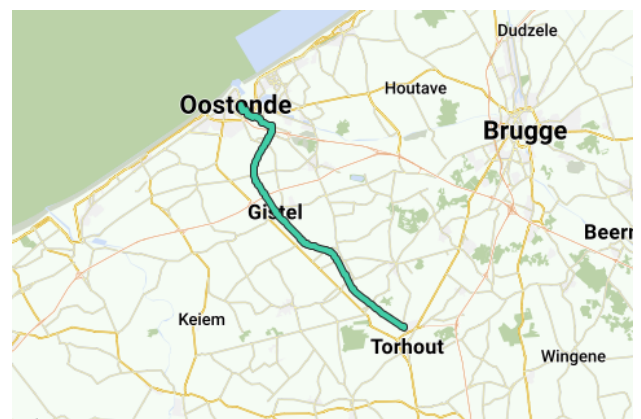 Dudzele
Houtave
Oostende
Brugge
Gistel
Beern
Keiem
Torhout
Wingene